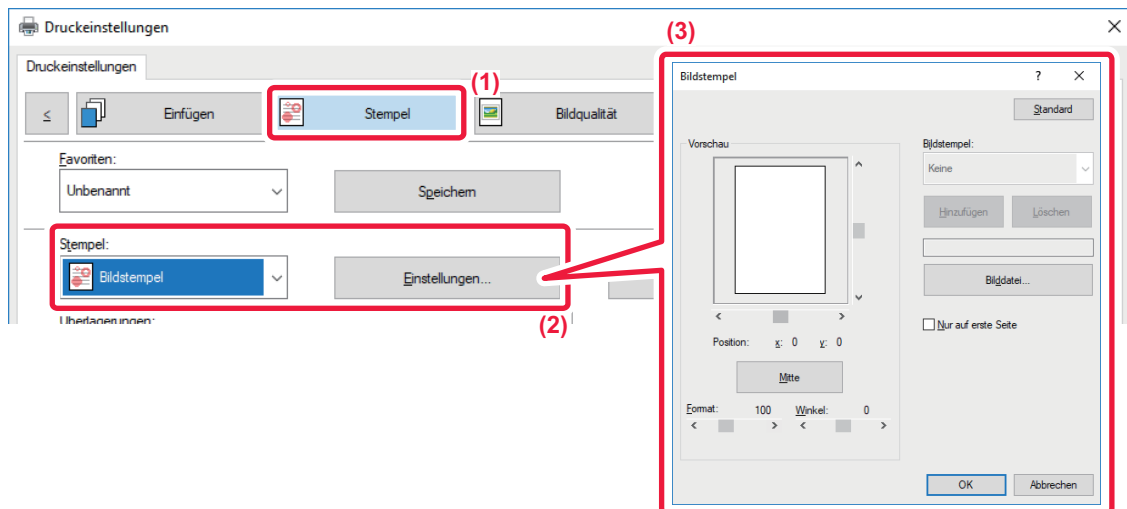 Druckeinstellungen
(3)
Druckeinstellungen
(1)
≤
Einfügen
Stempel
Bildqualität
Favoriten:
Unbenannt
Speichern
Stempel:
Bildstempel
Einstellungen...
(2)
Überlagerungen:
Bildstempel
?
Standard
Vorschau
Bildstempel:
Keine
Hinzufügen
Löschen
Bilddatei...
Nur auf erste Seite
Position: x: 0 y: 0
Mitte
Format: 100 Winkel: 0
OK
Abbrechen